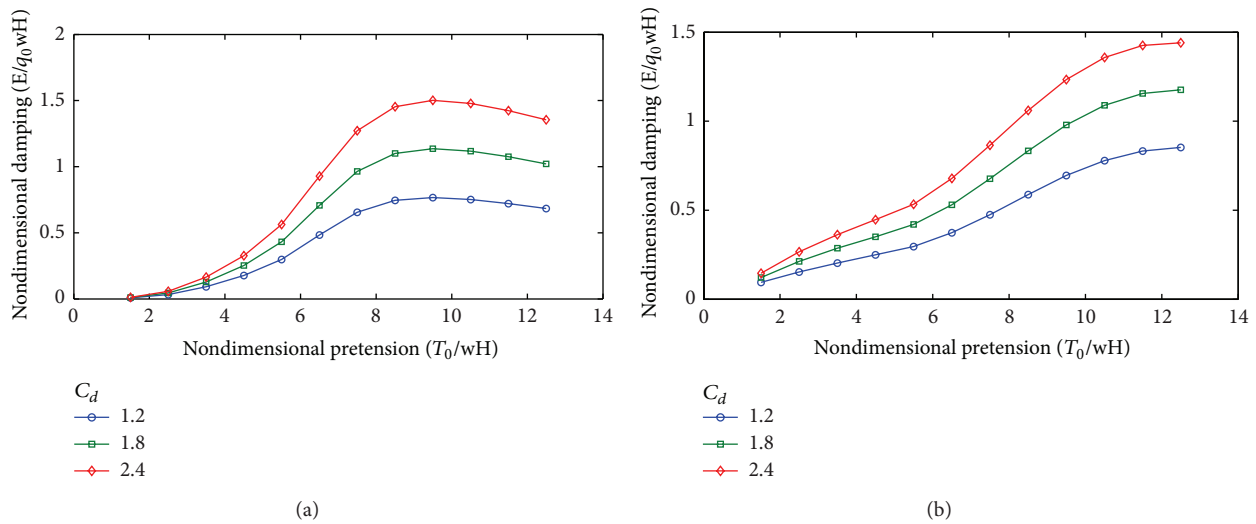 Nondimensional damping (E/q₀wH)
2
1.5
1
0.5
0
0 2 4 6 8 10 12 14
Nondimensional pretension (T₀/wH)
C_d
1.2
1.8
2.4
(a)
Nondimensional damping (E/q₀wH)
1.5
1
0.5
0
0 2 4 6 8 10 12 14
Nondimensional pretension (T₀/wH)
C_d
1.2
1.8
2.4
(b)